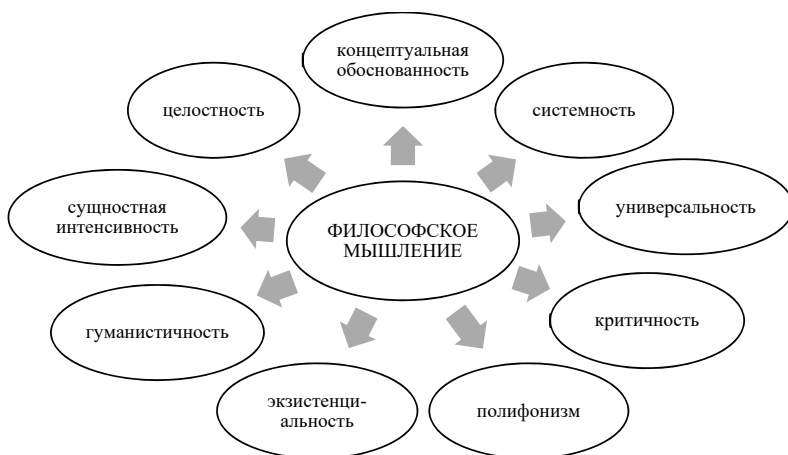 концептуальная
обоснованность
целостность
системность
сущностная
интенсивность
ФИЛОСОФСКОЕ
МЫШЛЕНИЕ
универсальность
гуманистичность
критичность
экзистенци-
альность
полифонизм